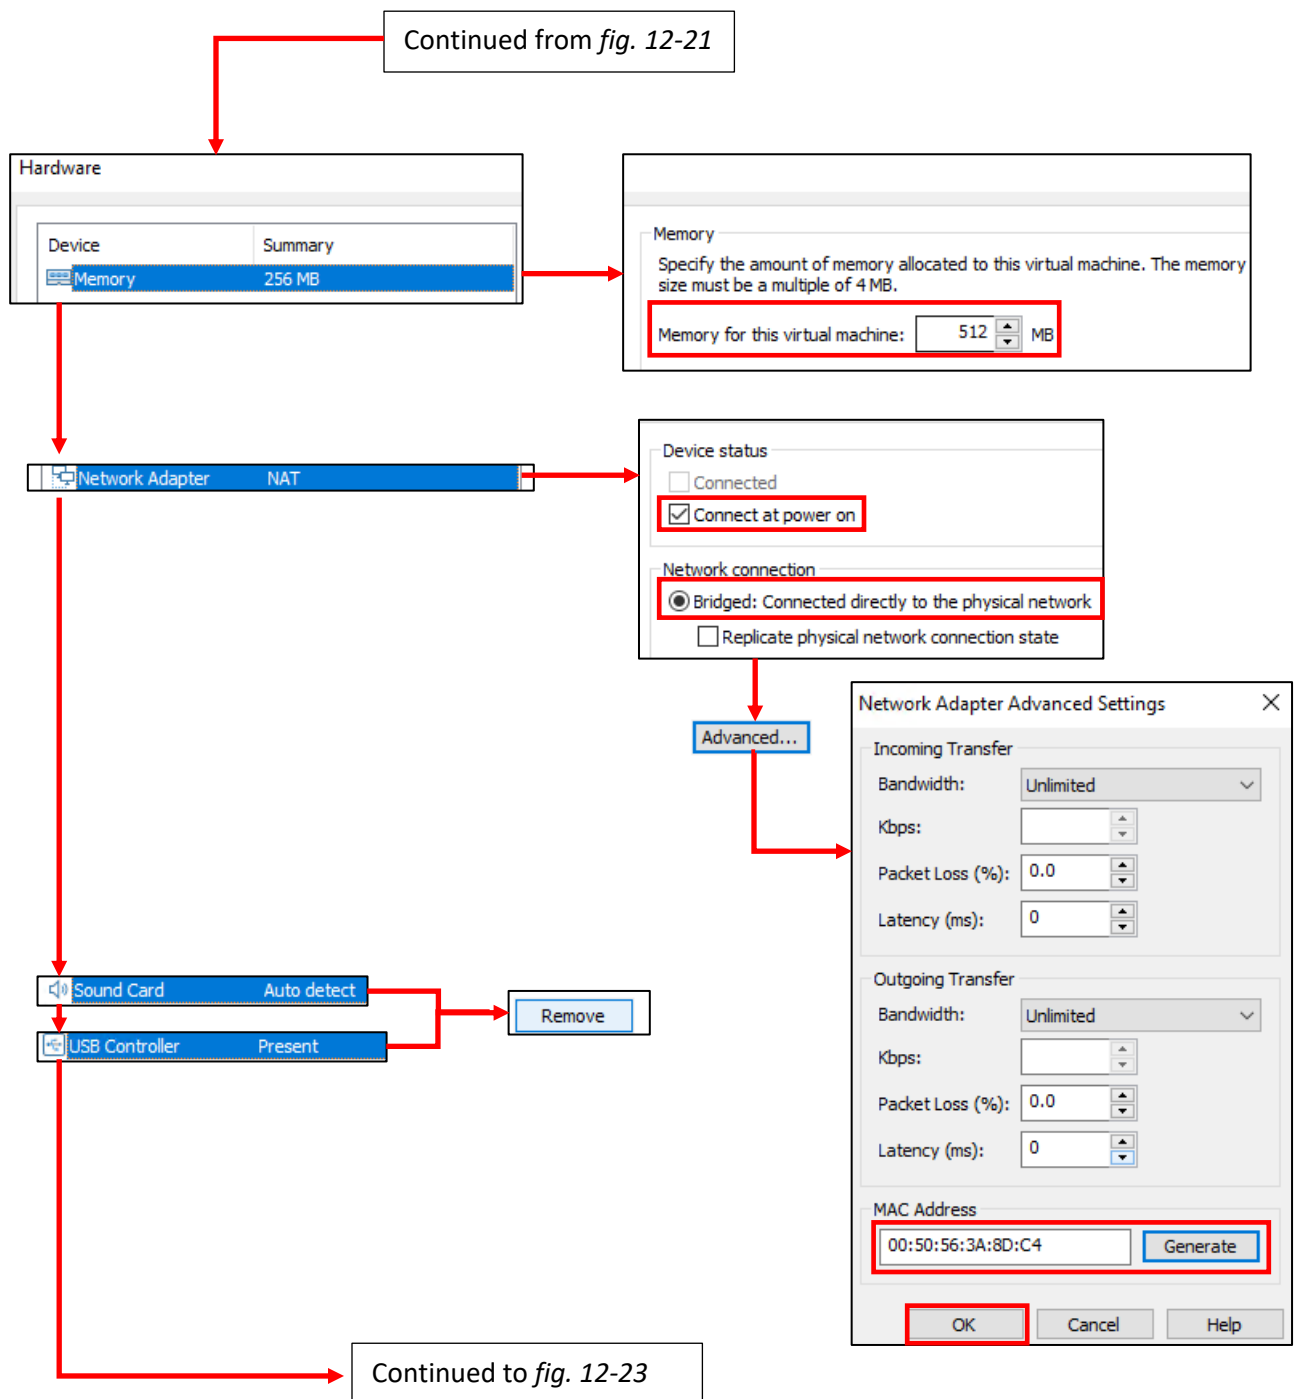 Continued from fig. 12-21
Hardware
Device Summary
Memory 256 MB
Memory
Specify the amount of memory allocated to this virtual machine. The memory
size must be a multiple of 4 MB.
Memory for this virtual machine: 512 MB
Network Adapter NAT
Device status
Connected
Connect at power on
Network connection
Bridged: Connected directly to the physical network
Replicate physical network connection state
Advanced...
Network Adapter Advanced Settings
Incoming Transfer
Bandwidth: Unlimited
Kbps:
Packet Loss (%): 0.0
Latency (ms): 0
Outgoing Transfer
Bandwidth: Unlimited
Kbps:
Packet Loss (%): 0.0
Latency (ms): 0
MAC Address
00:50:56:3A:8D:C4 Generate
OK Cancel Help
Sound Card Auto detect
USB Controller Present
Remove
Continued to fig. 12-23